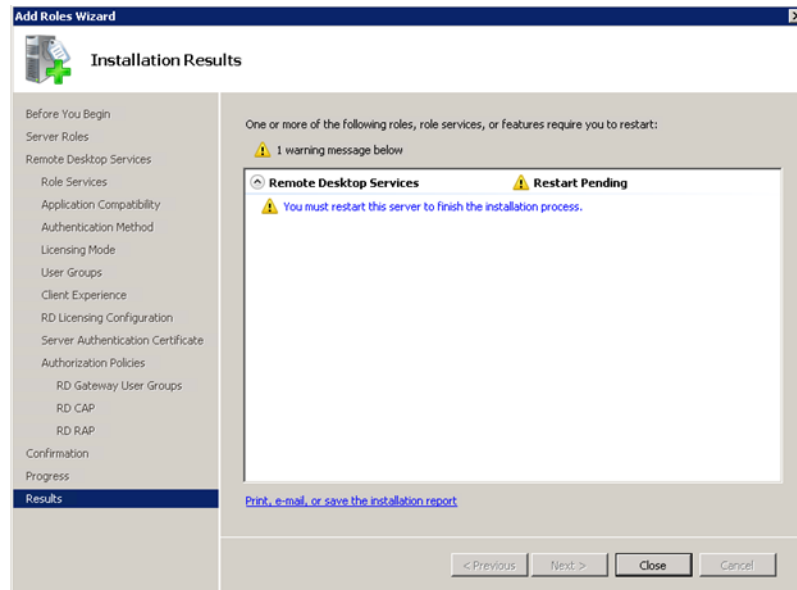 Add Roles Wizard
Installation Results
Before You Begin
Server Roles
Remote Desktop Services
Role Services
Application Compatibility
Authentication Method
Licensing Mode
User Groups
Client Experience
RD Licensing Configuration
Server Authentication Certificate
Authorization Policies
RD Gateway User Groups
RD CAP
RD RAP
Confirmation
Progress
Results
One or more of the following roles, role services, or features require you to restart:
1 warning message below
Remote Desktop Services Restart Pending
You must restart this server to finish the installation process.
Print, e-mail, or save the installation report
< Previous Next > Close Cancel